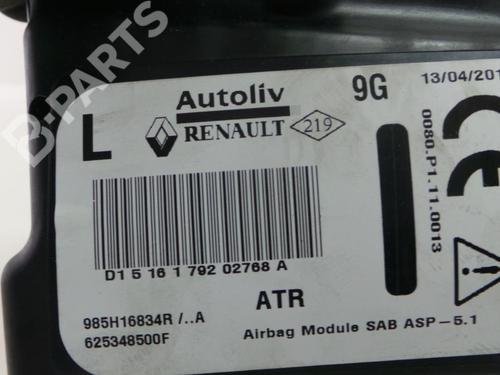 B-PARTS
Autoliv
9G
13/04/201
L
RENAULT
219
CE
0080.P1.11.0013
D1 5 16 1 792 02768 A
985H16834R /..A
ATR
625348500F
Airbag Module SAB ASP-5.1